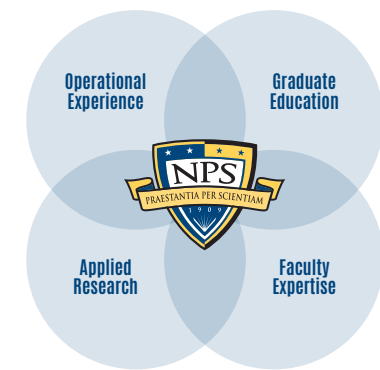 Operational
Experience
Graduate
Education
NPS
PRAESTANTIA PER SCIENTIAM
1909
Applied
Research
Faculty
Expertise